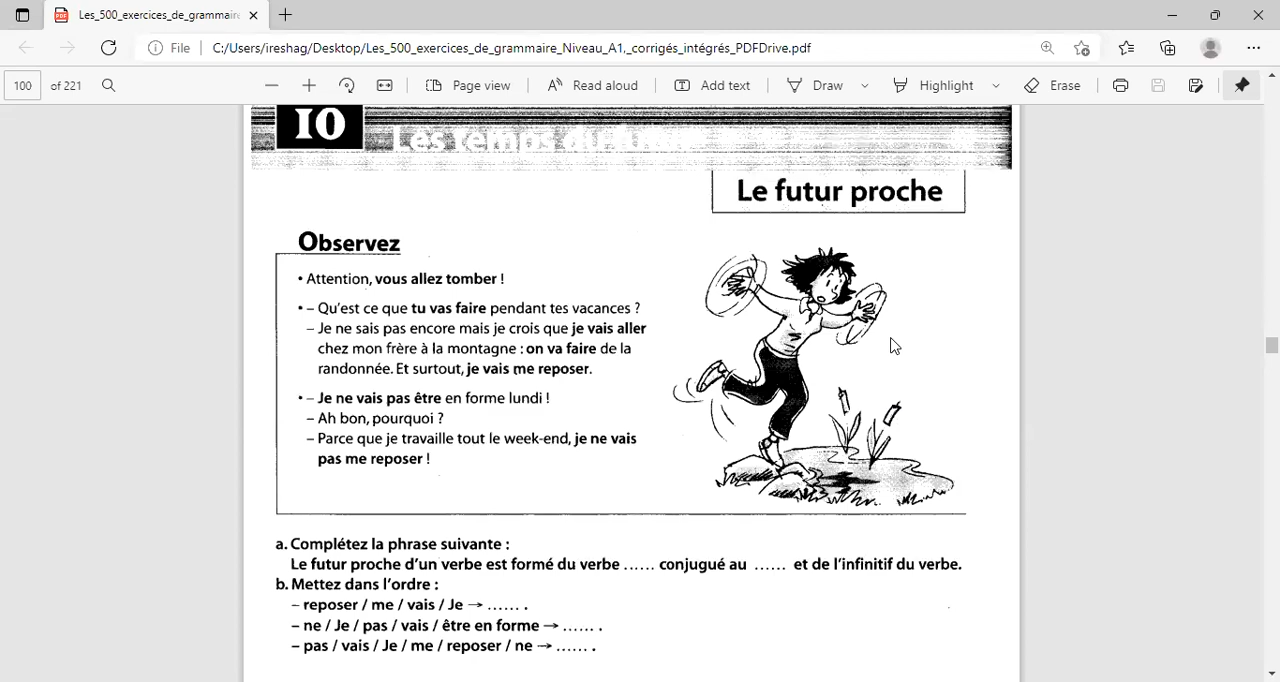 Les_500_exercices_de_grammaire
File C:/Users/ireshag/Desktop/Les_500_exercices_de_grammaire_Niveau_A1,_corrigés_intégrés_PDFDrive.pdf
100 of 221 Page view Read aloud Add text Draw Highlight Erase
10 Les temps du
Le futur proche
Observez
• Attention, vous allez tomber !
• – Qu'est ce que tu vas faire pendant tes vacances ?
– Je ne sais pas encore mais je crois que je vais aller
chez mon frère à la montagne : on va faire de la
randonnée. Et surtout, je vais me reposer.
• – Je ne vais pas être en forme lundi !
– Ah bon, pourquoi ?
– Parce que je travaille tout le week-end, je ne vais
pas me reposer !
a. Complétez la phrase suivante :
Le futur proche d'un verbe est formé du verbe ...... conjugué au ...... et de l'infinitif du verbe.
b. Mettez dans l'ordre :
– reposer / me / vais / Je → ...... .
– ne / Je / pas / vais / être en forme → ...... .
– pas / vais / Je / me / reposer / ne → ...... .